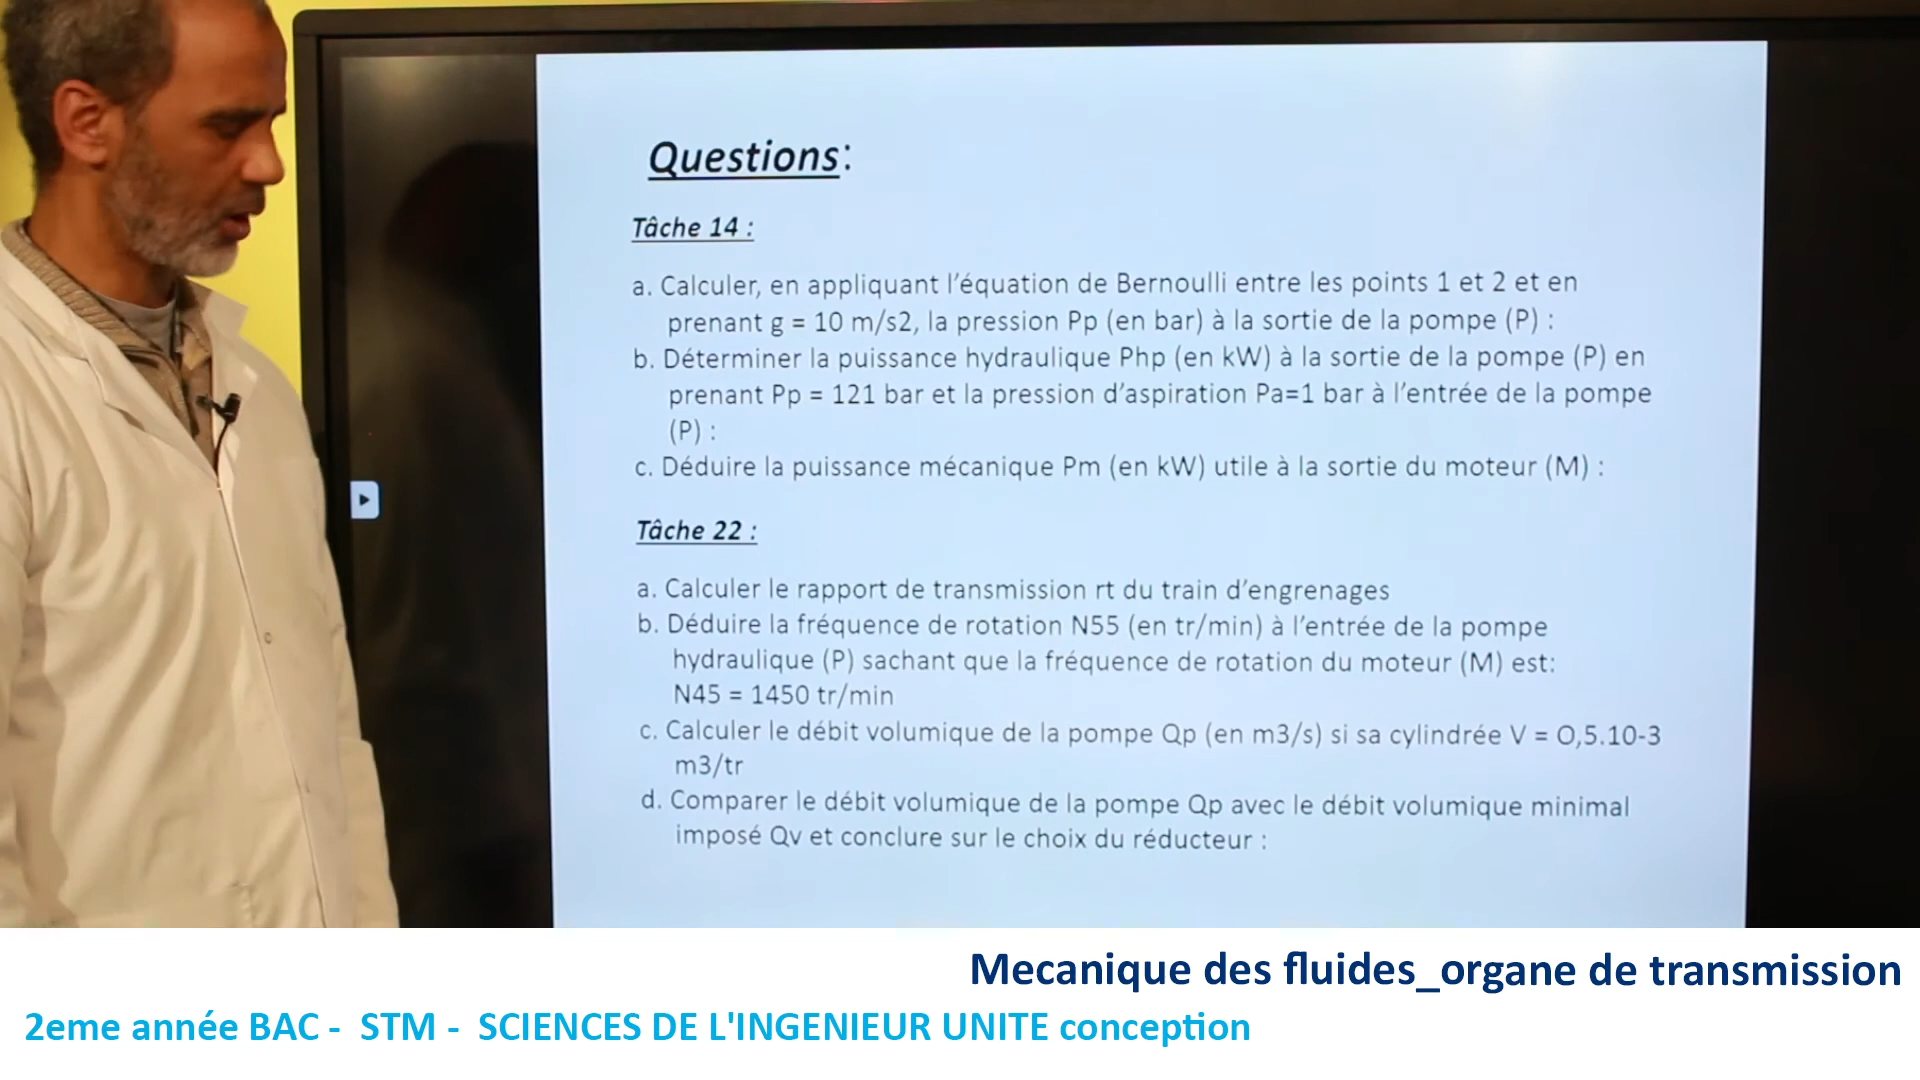 Questions:
Tâche 14 :
a. Calculer, en appliquant l’équation de Bernoulli entre les points 1 et 2 et en
prenant g = 10 m/s2, la pression Pp (en bar) à la sortie de la pompe (P) :
b. Déterminer la puissance hydraulique Php (en kW) à la sortie de la pompe (P) en
prenant Pp = 121 bar et la pression d’aspiration Pa=1 bar à l’entrée de la pompe
(P) :
c. Déduire la puissance mécanique Pm (en kW) utile à la sortie du moteur (M) :
Tâche 22 :
a. Calculer le rapport de transmission rt du train d’engrenages
b. Déduire la fréquence de rotation N55 (en tr/min) à l’entrée de la pompe
hydraulique (P) sachant que la fréquence de rotation du moteur (M) est:
N45 = 1450 tr/min
c. Calculer le débit volumique de la pompe Qp (en m3/s) si sa cylindrée V = O,5.10-3
m3/tr
d. Comparer le débit volumique de la pompe Qp avec le débit volumique minimal
imposé Qv et conclure sur le choix du réducteur :
Mecanique des fluides_organe de transmission
2eme année BAC - STM - SCIENCES DE L'INGENIEUR UNITE conception